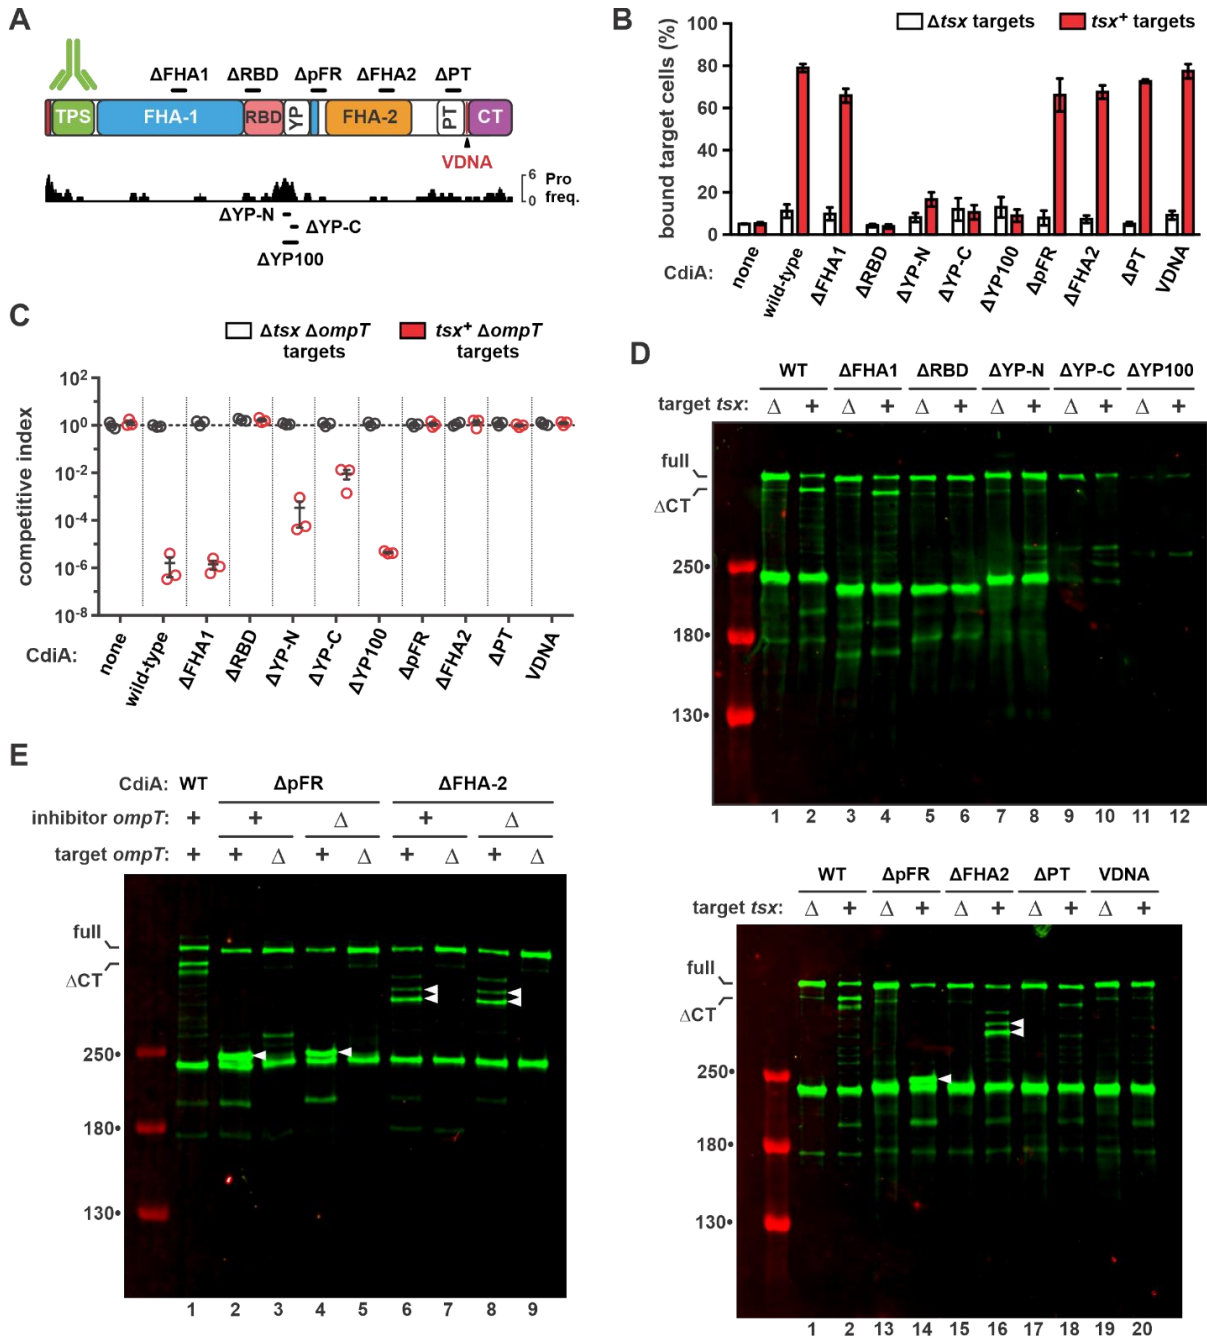 A
ΔFHA1 ΔRBD ΔpFR ΔFHA2 ΔPT
TPS FHA-1 RBD YP FHA-2 PT CT
VDNA
6 Pro
0 freq.
ΔYP-N
ΔYP-C
ΔYP100
B
Δtsx targets tsx+ targets
bound target cells (%)
100
80
60
40
20
0
CdiA: none wild-type ΔFHA1 ΔRBD ΔYP-N ΔYP-C ΔYP100 ΔpFR ΔFHA2 ΔPT VDNA
C
Δtsx ΔompT targets
tsx+ ΔompT targets
competitive index
10²
10⁰
10⁻²
10⁻⁴
10⁻⁶
10⁻⁸
CdiA: none wild-type ΔFHA1 ΔRBD ΔYP-N ΔYP-C ΔYP100 ΔpFR ΔFHA2 ΔPT VDNA
D
WT ΔFHA1 ΔRBD ΔYP-N ΔYP-C ΔYP100
target tsx: Δ + Δ + Δ + Δ + Δ + Δ +
full
ΔCT
250•
180•
130•
1 2 3 4 5 6 7 8 9 10 11 12
WT ΔpFR ΔFHA2 ΔPT VDNA
target tsx: Δ + Δ + Δ + Δ + Δ +
full
ΔCT
250•
180•
130•
1 2 13 14 15 16 17 18 19 20
E
CdiA: WT ΔpFR ΔFHA-2
inhibitor ompT: + + Δ + Δ
target ompT: + + Δ + Δ + Δ + Δ
full
ΔCT
250•
180•
130•
1 2 3 4 5 6 7 8 9